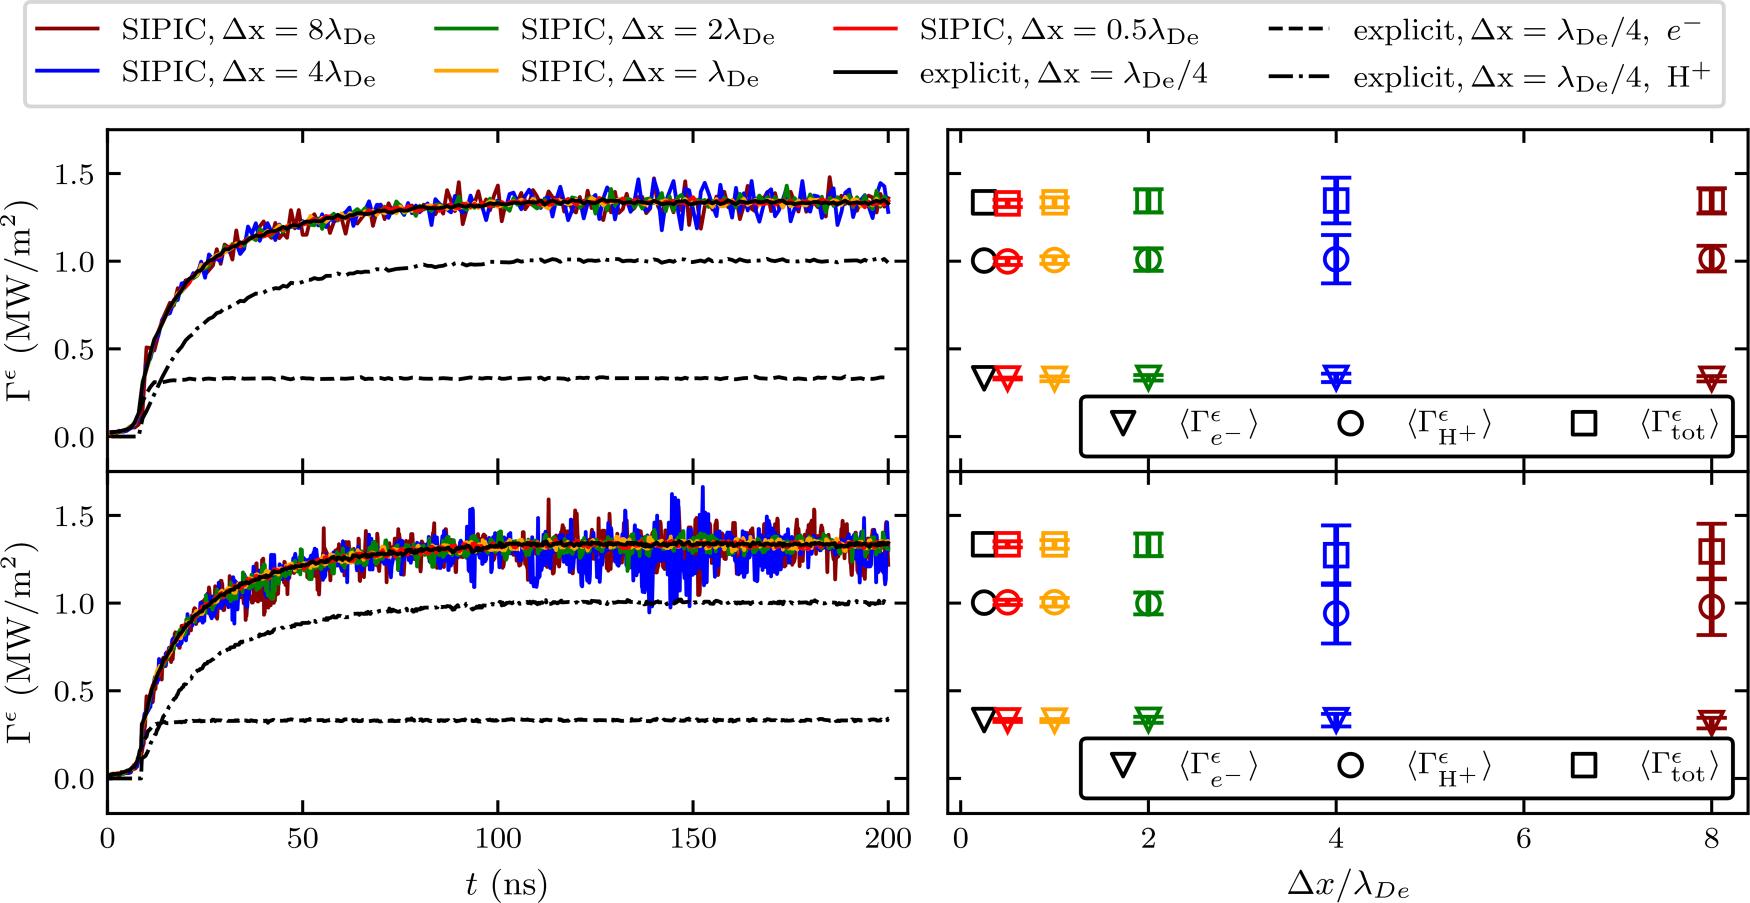 SIPIC, Δx = 8λ_De
SIPIC, Δx = 4λ_De
SIPIC, Δx = 2λ_De
SIPIC, Δx = λ_De
SIPIC, Δx = 0.5λ_De
explicit, Δx = λ_De/4
explicit, Δx = λ_De/4, e⁻
explicit, Δx = λ_De/4, H⁺
Γ^ϵ (MW/m²)
1.5
1.0
0.5
0.0
⟨Γ^ϵ_e−⟩ ⟨Γ^ϵ_H+⟩ ⟨Γ^ϵ_tot⟩
Γ^ϵ (MW/m²)
1.5
1.0
0.5
0.0
⟨Γ^ϵ_e−⟩ ⟨Γ^ϵ_H+⟩ ⟨Γ^ϵ_tot⟩
0 50 100 150 200
t (ns)
0 2 4 6 8
Δx/λ_De